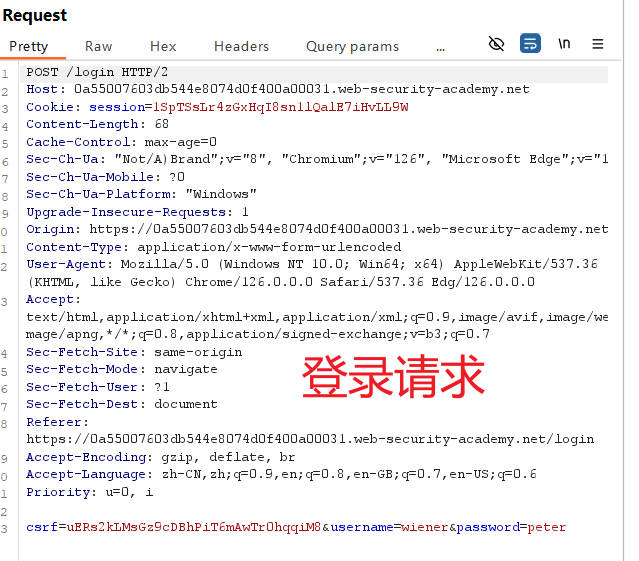 Request
Pretty Raw Hex Headers Query params ... \n
1 POST /login HTTP/2
2 Host: 0a55007603db544e8074d0f400a00031.web-security-academy.net
3 Cookie: session=1SpTSsLr4zGxHqI8sn1lQalE7iHvLL9W
4 Content-Length: 68
5 Cache-Control: max-age=0
6 Sec-Ch-Ua: "Not/A)Brand";v="8", "Chromium";v="126", "Microsoft Edge";v="1
7 Sec-Ch-Ua-Mobile: ?0
8 Sec-Ch-Ua-Platform: "Windows"
9 Upgrade-Insecure-Requests: 1
0 Origin: https://0a55007603db544e8074d0f400a00031.web-security-academy.net
1 Content-Type: application/x-www-form-urlencoded
2 User-Agent: Mozilla/5.0 (Windows NT 10.0; Win64; x64) AppleWebKit/537.36
(KHTML, like Gecko) Chrome/126.0.0.0 Safari/537.36 Edg/126.0.0.0
3 Accept:
text/html,application/xhtml+xml,application/xml;q=0.9,image/avif,image/we
mage/apng,*/*;q=0.8,application/signed-exchange;v=b3;q=0.7
4 Sec-Fetch-Site: same-origin
5 Sec-Fetch-Mode: navigate
6 Sec-Fetch-User: ?1
7 Sec-Fetch-Dest: document
登录请求
8 Referer:
https://0a55007603db544e8074d0f400a00031.web-security-academy.net/login
9 Accept-Encoding: gzip, deflate, br
0 Accept-Language: zh-CN,zh;q=0.9,en;q=0.8,en-GB;q=0.7,en-US;q=0.6
1 Priority: u=0, i
2
3 csrf=uERs2kLMsGz9cDBhPiT6mAwTr0hqqiM8&username=wiener&password=peter